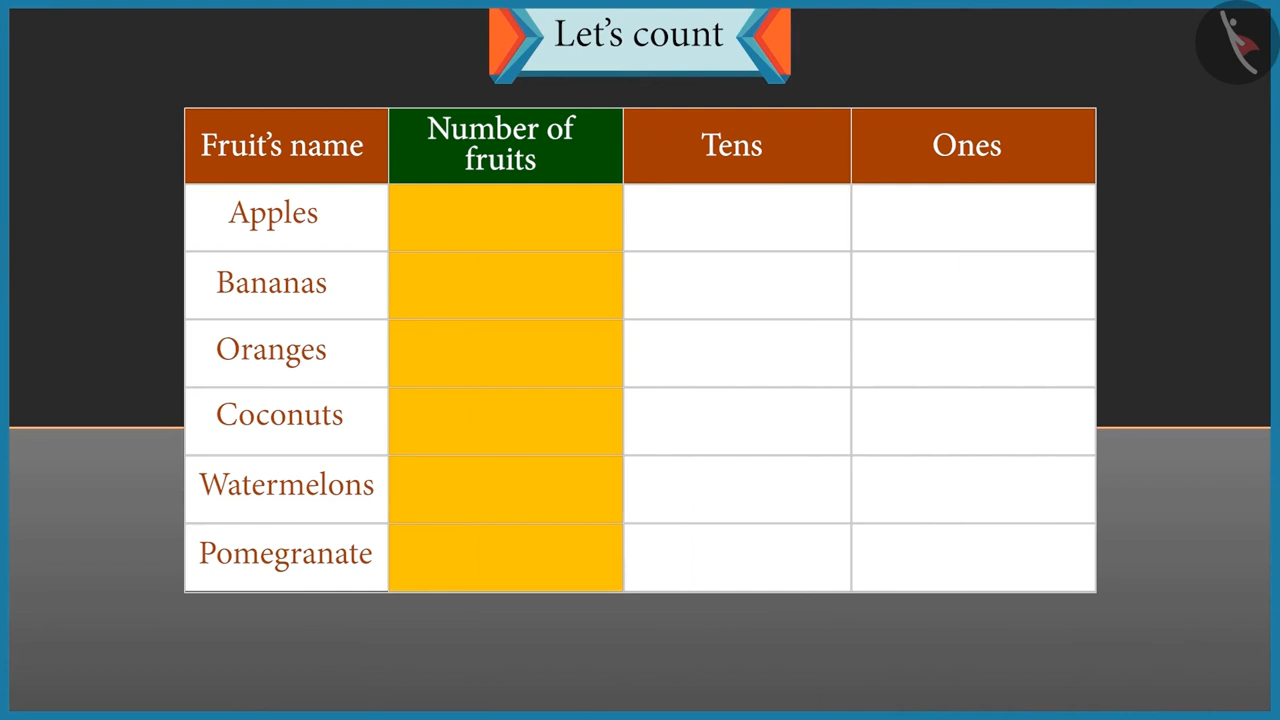 Let's count
Fruit's name
Number of
fruits
Tens
Ones
Apples
Bananas
Oranges
Coconuts
Watermelons
Pomegranate